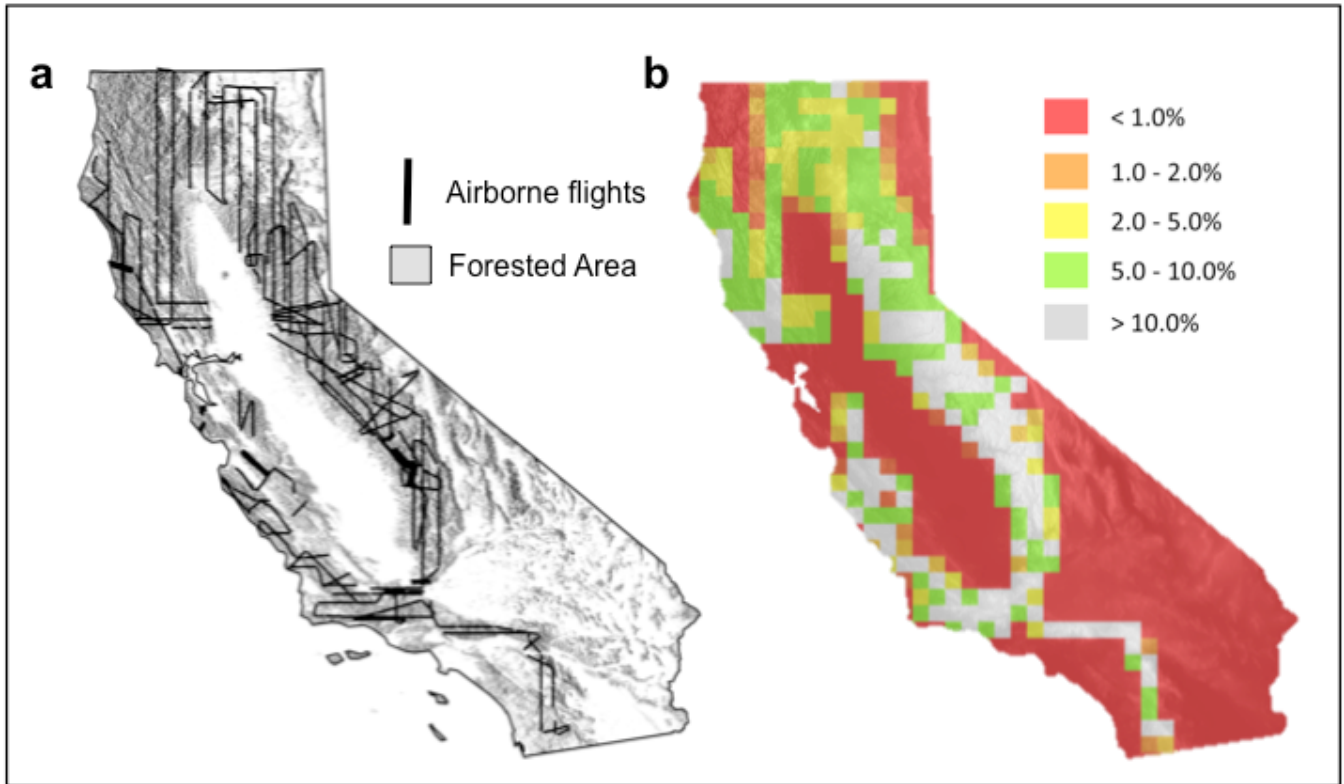 a
Airborne flights
Forested Area
b
< 1.0%
1.0 - 2.0%
2.0 - 5.0%
5.0 - 10.0%
> 10.0%